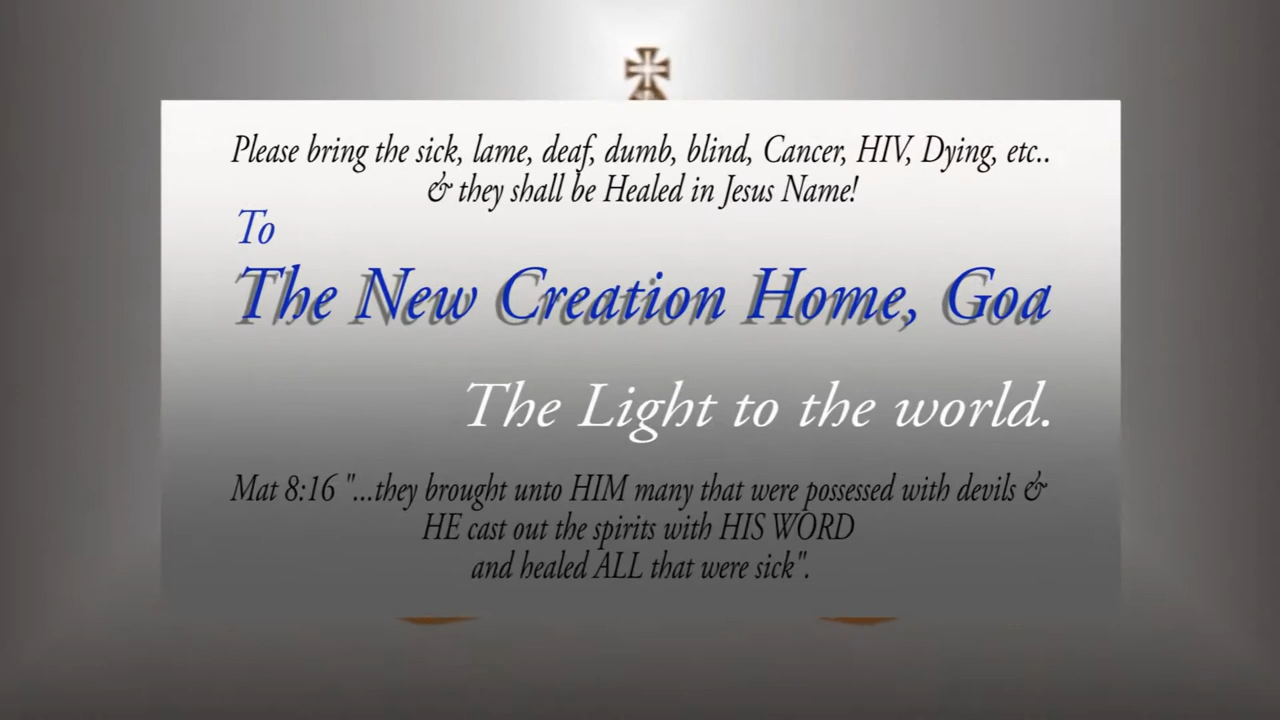 Please bring the sick, lame, deaf, dumb, blind, Cancer, HIV, Dying, etc..
& they shall be Healed in Jesus Name!
To
The New Creation Home, Goa
The Light to the world.
Mat 8:16 "...they brought unto HIM many that were possessed with devils &
HE cast out the spirits with HIS WORD
and healed ALL that were sick".